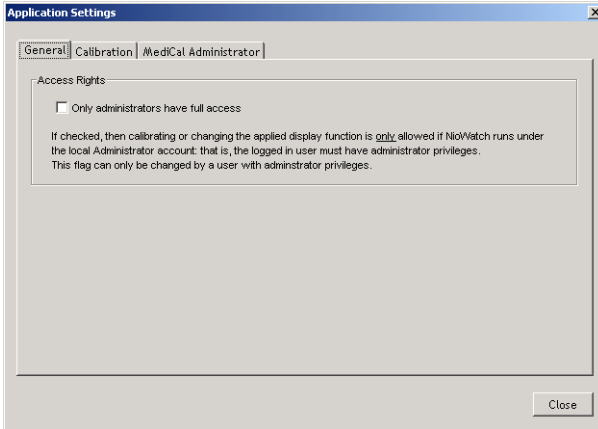 Application Settings
General Calibration MediCal Administrator
Access Rights
Only administrators have full access
If checked, then calibrating or changing the applied display function is only allowed if NioWatch runs under
the local Administrator account: that is, the logged in user must have administrator privileges.
This flag can only be changed by a user with adminstrator privileges.
Close